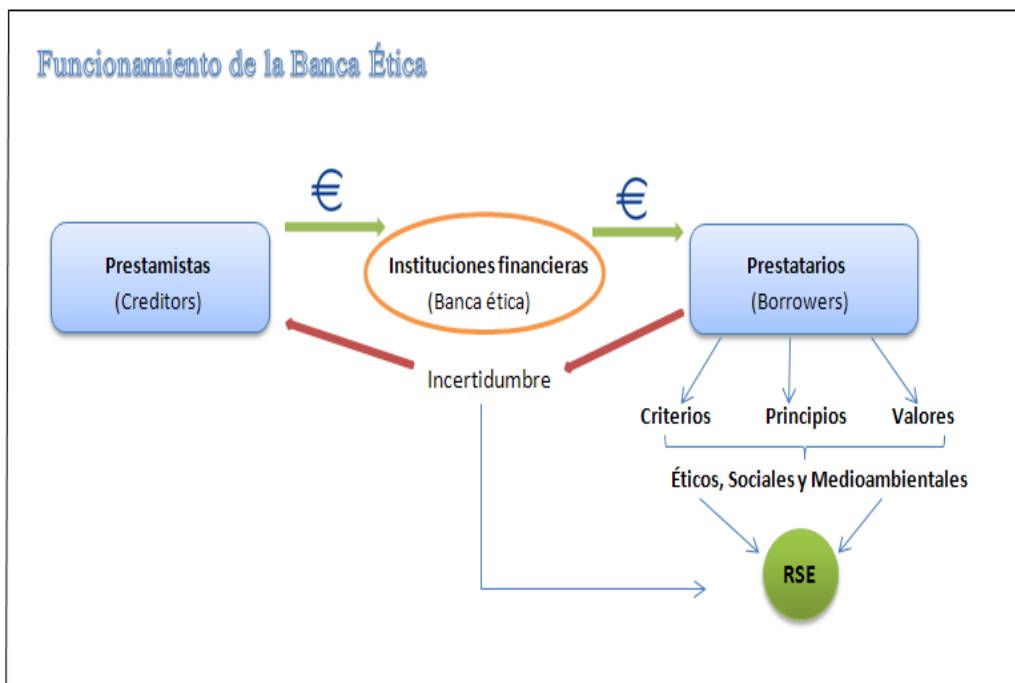 Funcionamiento de la Banca Ética
€
€
Prestamistas
(Creditors)
Instituciones financieras
(Banca ética)
Prestatarios
(Borrowers)
Incertidumbre
Criterios
Principios
Valores
Éticos, Sociales y Medioambientales
RSE